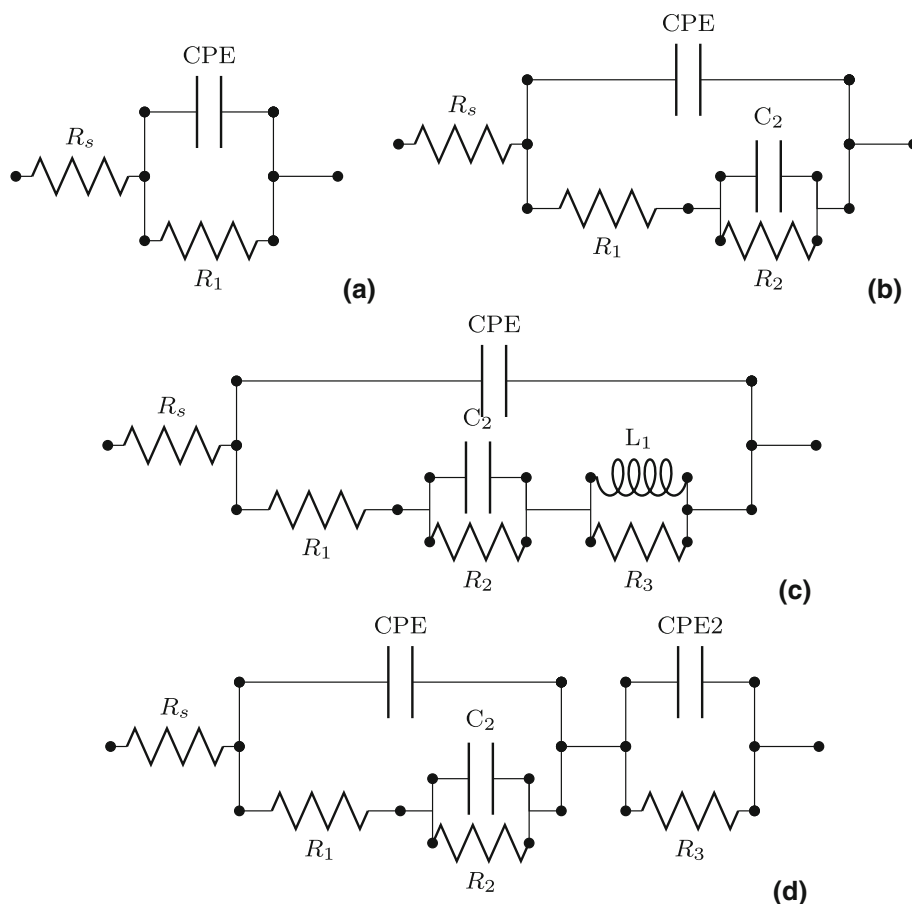 CPE
R_s
R_1
(a)
CPE
R_s
C_2
R_1
R_2
(b)
CPE
R_s
C_2
L_1
R_1
R_2
R_3
(c)
CPE
CPE2
R_s
C_2
R_1
R_2
R_3
(d)